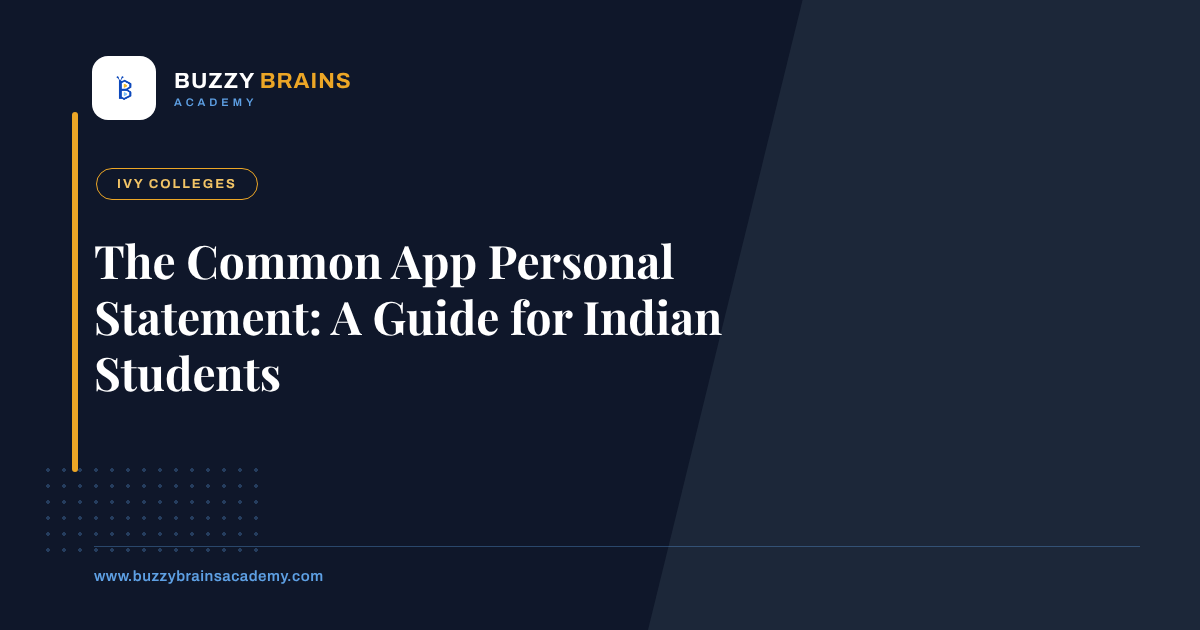 BUZZY BRAINS
ACADEMY
IVY COLLEGES
The Common App Personal
Statement: A Guide for Indian
Students
www.buzzybrainsacademy.com